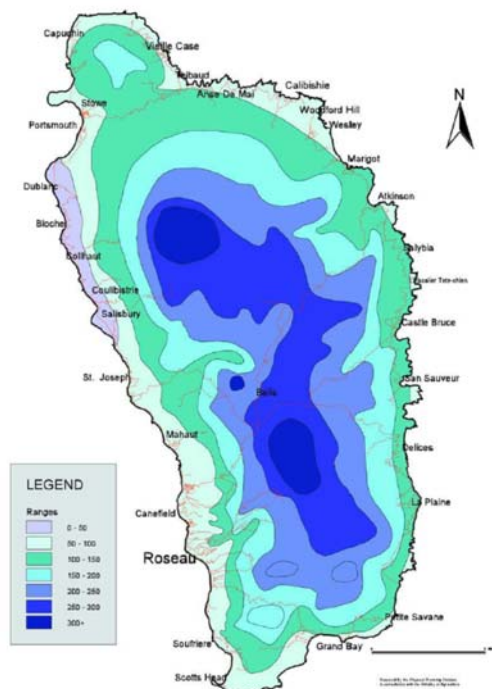 Capuchin
Vieille Case
Thibaud
Calibishie
Anse De Mai
N
Stowe
Woodford Hill
Wesley
Portsmouth
Marigot
Dublanc
Atkinson
Bioche
Salybia
Colihaut
Coulibistrie
Castle Bruce
Salisbury
St. Joseph
San Sauveur
Bells
Mahaut
Delices
LEGEND
Ranges
La Plaine
0 - 50
Canefield
50 - 100
100 - 150
Roseau
150 - 200
200 - 250
250 - 300
300+
Petite Savane
Soufriere
Grand Bay
Scotts Head